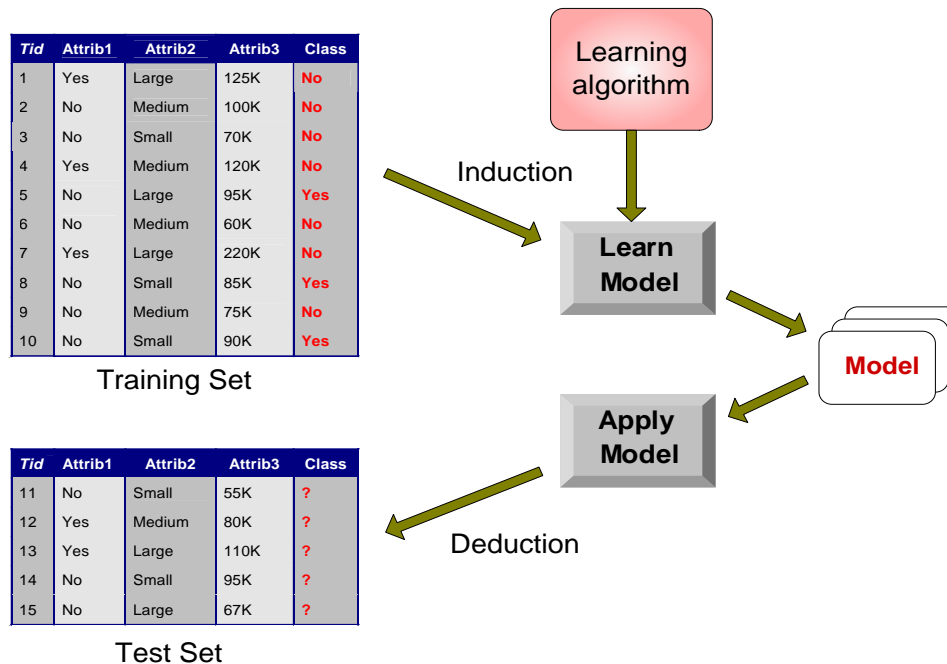 Tid Attrib1 Attrib2 Attrib3 Class
1 Yes Large 125K No
2 No Medium 100K No
3 No Small 70K No
4 Yes Medium 120K No
5 No Large 95K Yes
6 No Medium 60K No
7 Yes Large 220K No
8 No Small 85K Yes
9 No Medium 75K No
10 No Small 90K Yes
Training Set
Learning
algorithm
Induction
Learn
Model
Model
Apply
Model
Deduction
Tid Attrib1 Attrib2 Attrib3 Class
11 No Small 55K ?
12 Yes Medium 80K ?
13 Yes Large 110K ?
14 No Small 95K ?
15 No Large 67K ?
Test Set